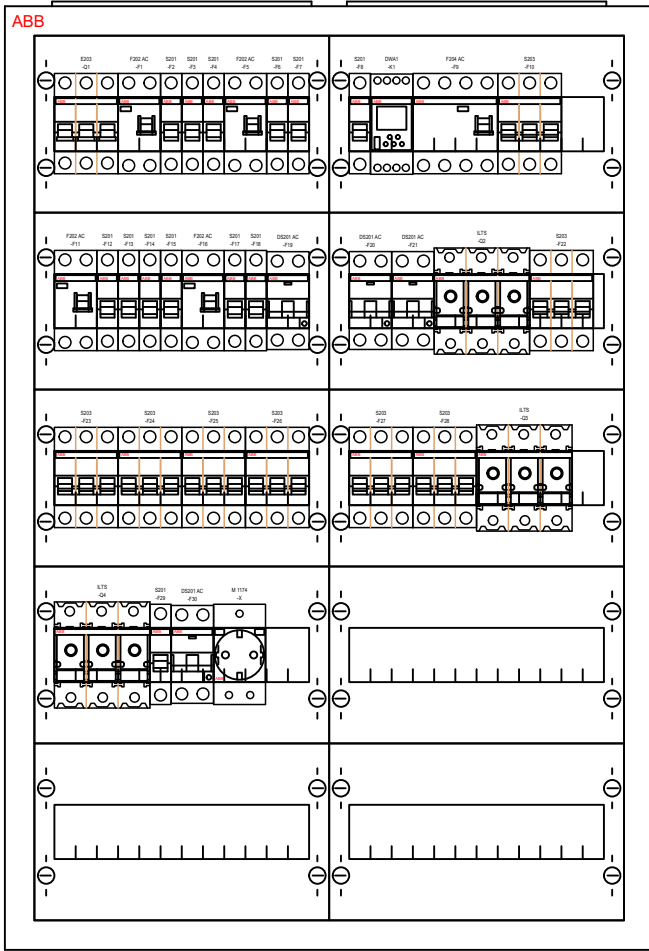 ABB
E203 F202 AC S201 S201 S201 F202 AC S201 S201
-Q1 -F1 -F2 -F3 -F4 -F5 -F6 -F7
S201 DWA1 F204 AC S203
-F8 -K1 -F9 -F10
F202 AC S201 S201 S201 S201 F202 AC S201 S201 DS201 AC
-F11 -F12 -F13 -F14 -F15 -F16 -F17 -F18 -F19
DS201 AC DS201 AC ILTS S203
-F20 -F21 -Q2 -F22
S203 S203 S203 S203
-F23 -F24 -F25 -F26
S203 S203 ILTS
-F27 -F28 -Q3
ILTS S201 DS201 AC M 1174
-Q4 -F29 -F30 -X